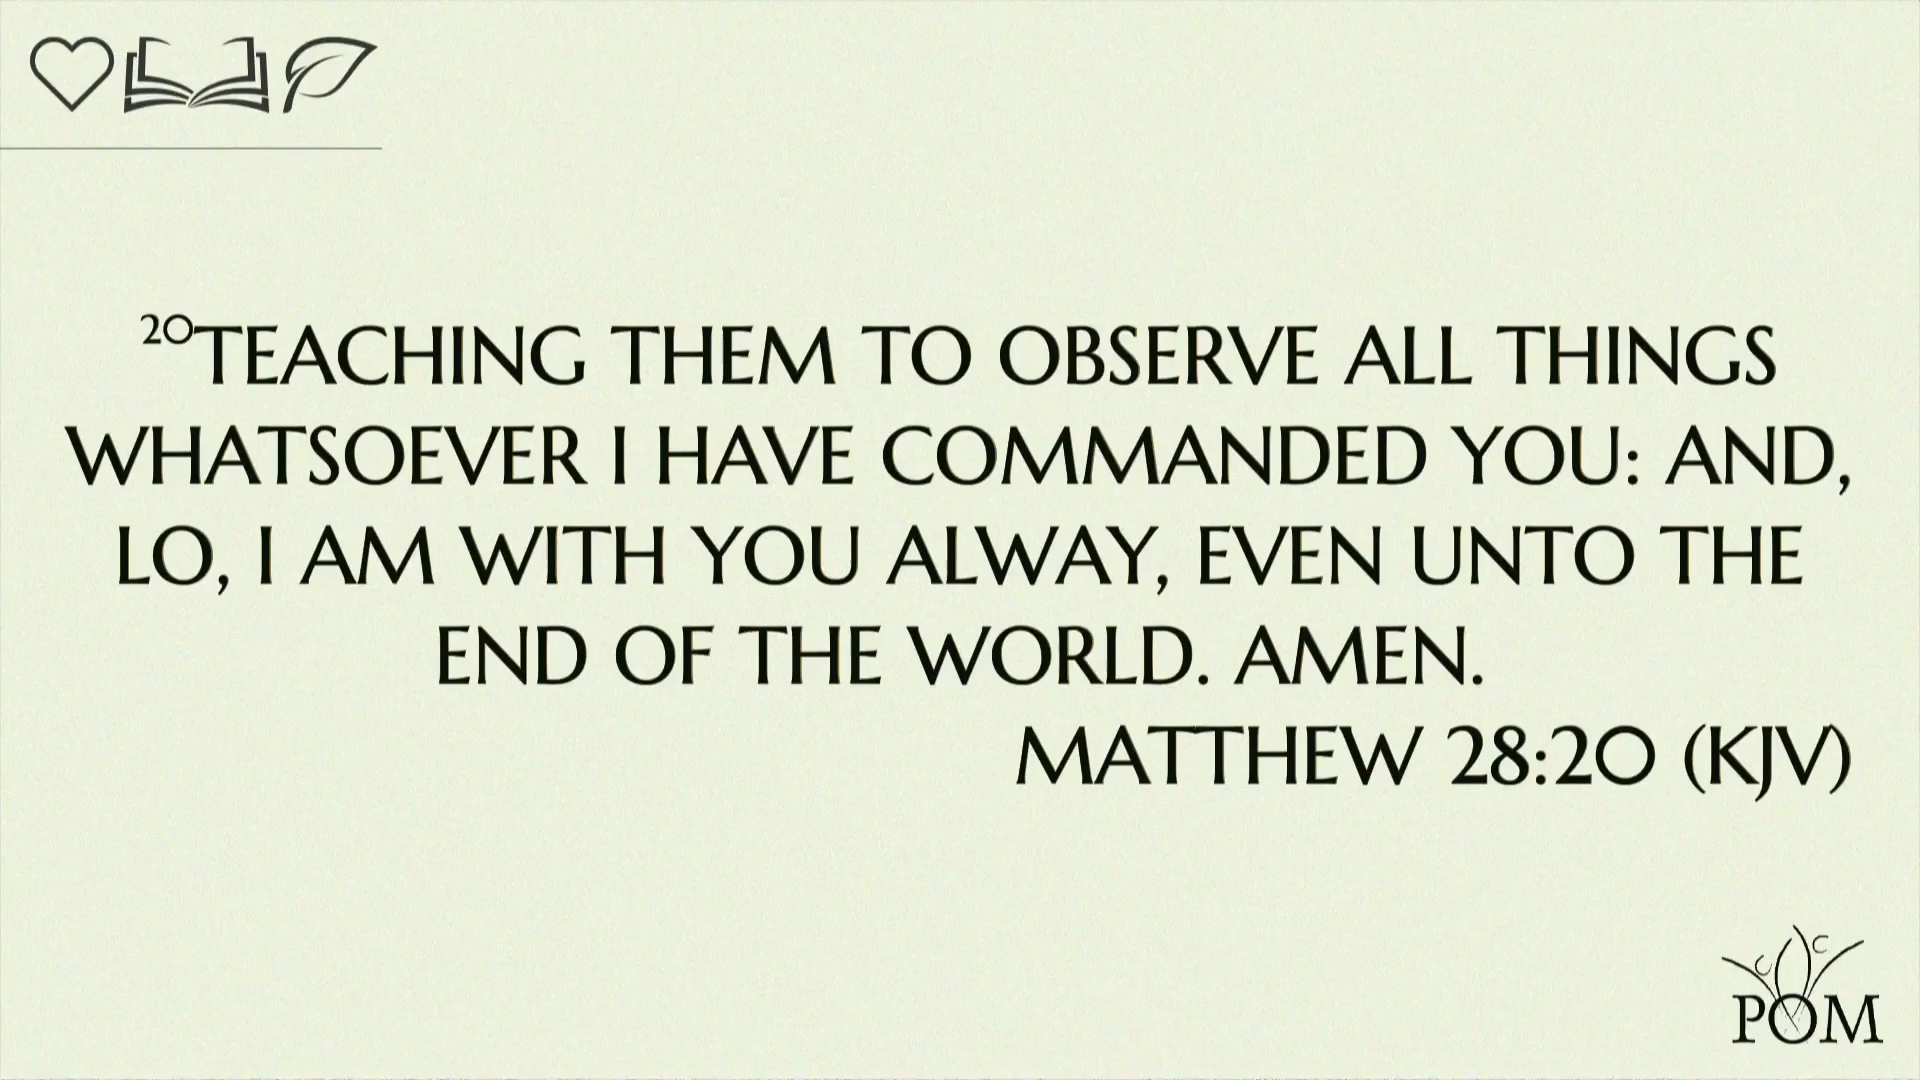 ²⁰TEACHING THEM TO OBSERVE ALL THINGS
WHATSOEVER I HAVE COMMANDED YOU: AND,
LO, I AM WITH YOU ALWAY, EVEN UNTO THE
END OF THE WORLD. AMEN.
MATTHEW 28:20 (KJV)
POM